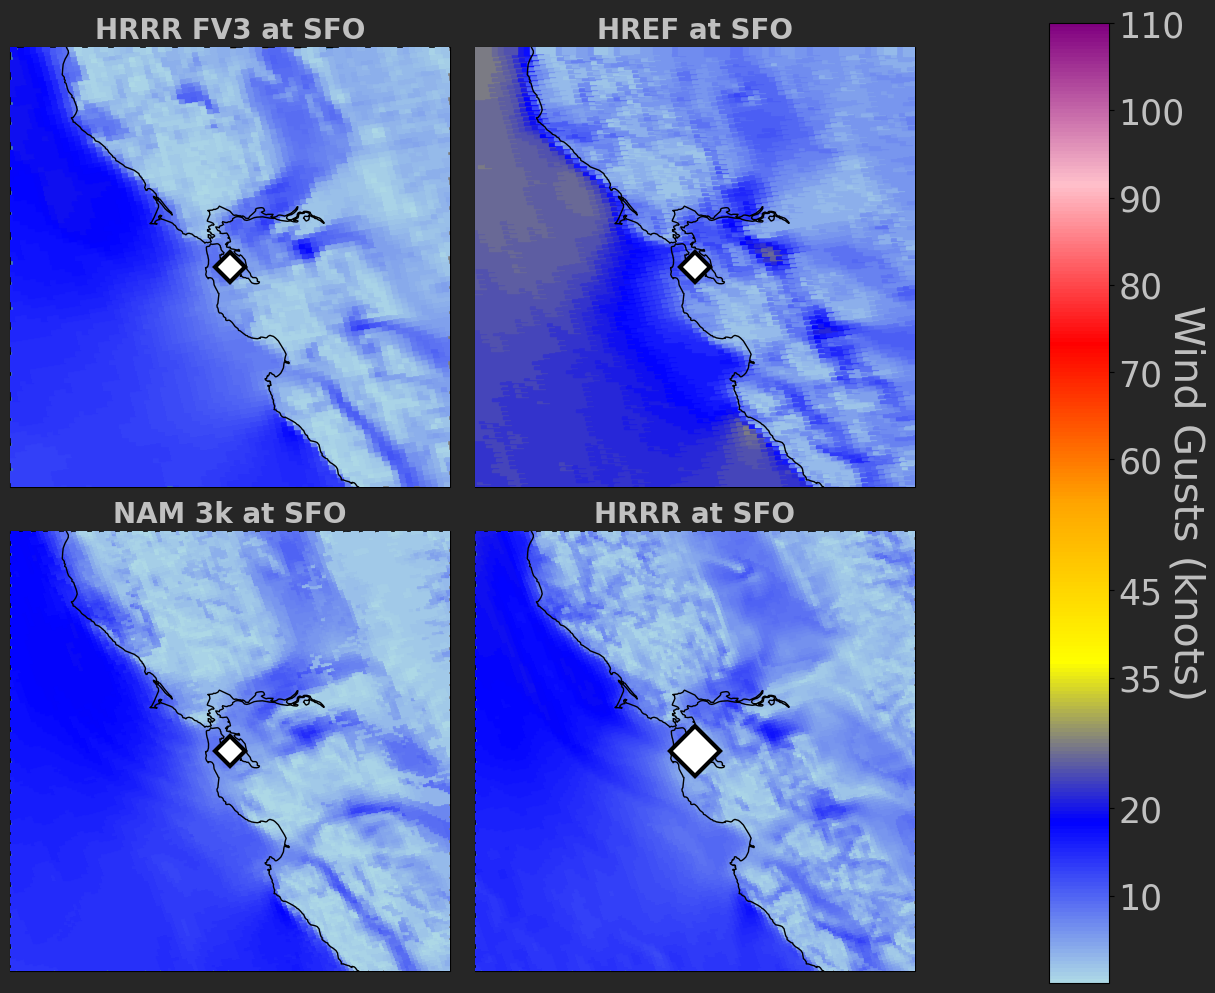 HRRR FV3 at SFO
HREF at SFO
NAM 3k at SFO
HRRR at SFO
110
100
90
80
70
60
45
35
20
10
Wind Gusts (knots)